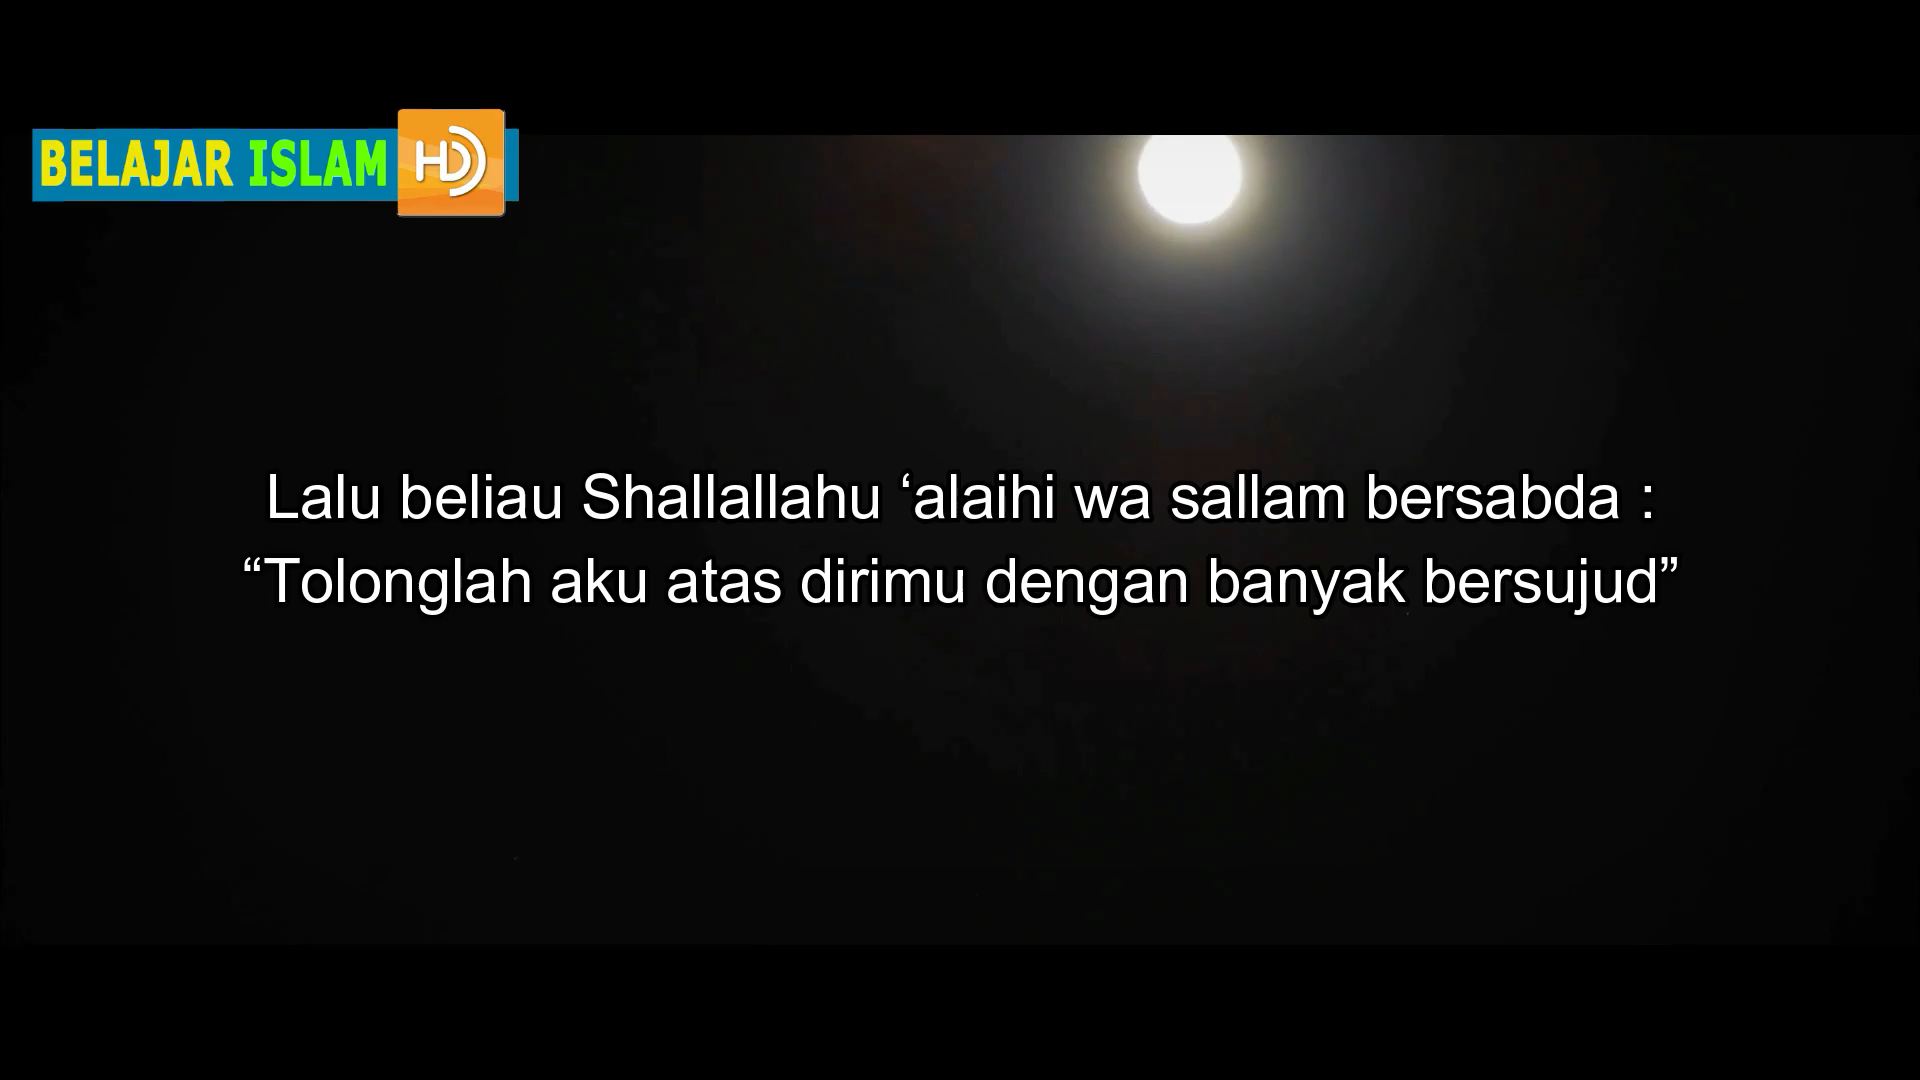 BELAJAR ISLAM HD
Lalu beliau Shallallahu ‘alaihi wa sallam bersabda :
“Tolonglah aku atas dirimu dengan banyak bersujud”